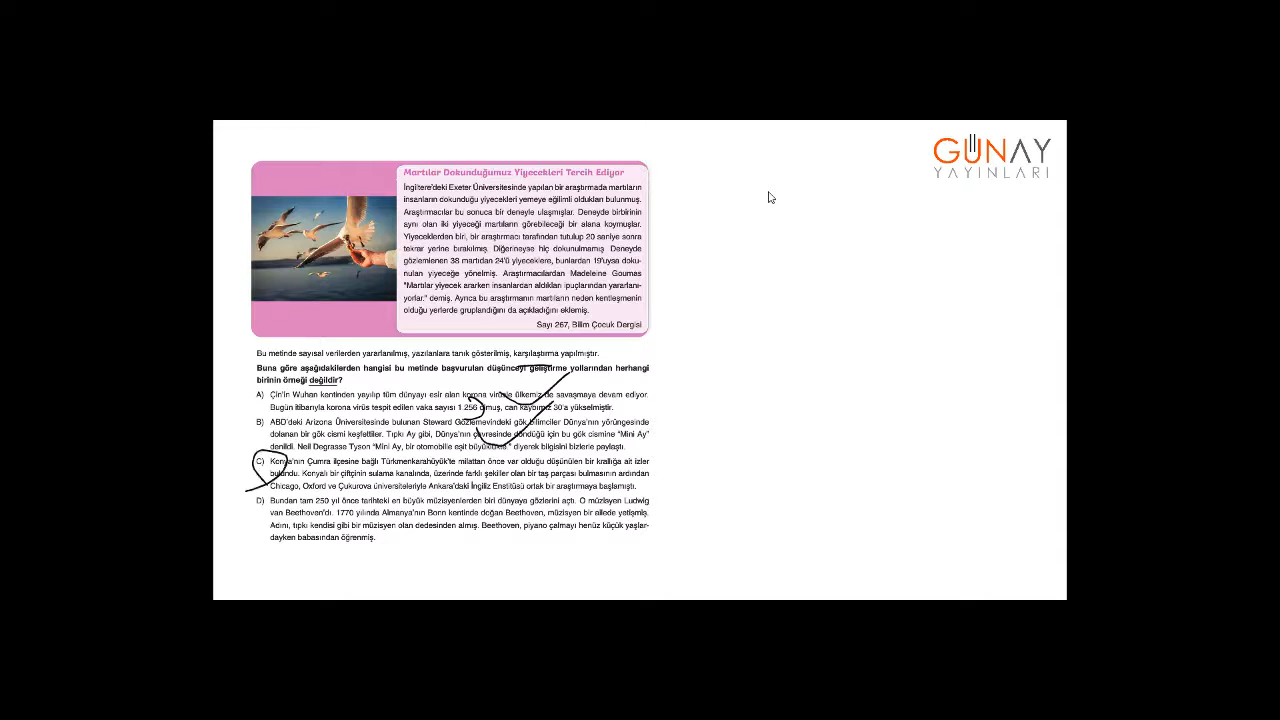 GÜNAY
YAYINLARI
Martılar Dokunduğumuz Yiyecekleri Tercih Ediyor
İngiltere'deki Exeter Üniversitesinde yapılan bir araştırmada martıların
insanların dokunduğu yiyecekleri yemeye eğilimli oldukları bulunmuş.
Araştırmacılar bu sonuca bir deneyle ulaşmışlar. Deneyde birbirinin
aynı olan iki yiyeceği martıların görebileceği bir alana koymuşlar.
Yiyeceklerden biri, bir araştırmacı tarafından tutulup 20 saniye sonra
tekrar yerine bırakılmış. Diğerineyse hiç dokunulmamış. Deneyde
gözlemlenen 38 martıdan 24'ü yiyeceklere, bunlardan 19'uysa doku-
nulan yiyeceğe yönelmiş. Araştırmacılardan Madeleine Goumas
"Martılar yiyecek ararken insanlardan aldıkları ipuçlarından yararlanı-
yorlar." demiş. Ayrıca bu araştırmanın martıların neden kentleşmenin
olduğu yerlerde gruplandığını da açıkladığını eklemiş.
Sayı 267, Bilim Çocuk Dergisi
Bu metinde sayısal verilerden yararlanılmış, yazılanlara tanık gösterilmiş, karşılaştırma yapılmıştır.
Buna göre aşağıdakilerden hangisi bu metinde başvurulan düşünceyi geliştirme yollarından herhangi
birinin örneği değildir?
A) Çin'in Wuhan kentinden yayılıp tüm dünyayı esir alan korona virüsle ülkemiz de savaşmaya devam ediyor.
Bugün itibarıyla korona virüs tespit edilen vaka sayısı 1.256 olmuş, can kaybımız 30'a yükselmiştir.
B) ABD'deki Arizona Üniversitesinde bulunan Steward Gözlemevindeki gök bilimciler Dünya'nın yörüngesinde
dolanan bir gök cismi keşfettiler. Tıpkı Ay gibi, Dünya'nın çevresinde döndüğü için bu gök cismine "Mini Ay"
denildi. Neil Degrasse Tyson "Mini Ay, bir otomobille eşit büyüklükte." diyerek bilgisini bizlerle paylaştı.
C) Konya'nın Çumra ilçesine bağlı Türkmenkarahüyük'te milattan önce var olduğu düşünülen bir krallığa ait izler
bulundu. Konyalı bir çiftçinin sulama kanalında, üzerinde farklı şekiller olan bir taş parçası bulmasının ardından
Chicago, Oxford ve Çukurova üniversiteleriyle Ankara'daki İngiliz Enstitüsü ortak bir araştırmaya başlamıştı.
D) Bundan tam 250 yıl önce tarihteki en büyük müzisyenlerden biri dünyaya gözlerini açtı. O müzisyen Ludwig
van Beethoven'dı. 1770 yılında Almanya'nın Bonn kentinde doğan Beethoven, müzisyen bir ailede yetişmiş.
Adını, tıpkı kendisi gibi bir müzisyen olan dedesinden almış. Beethoven, piyano çalmayı henüz küçük yaşlar-
dayken babasından öğrenmiş.